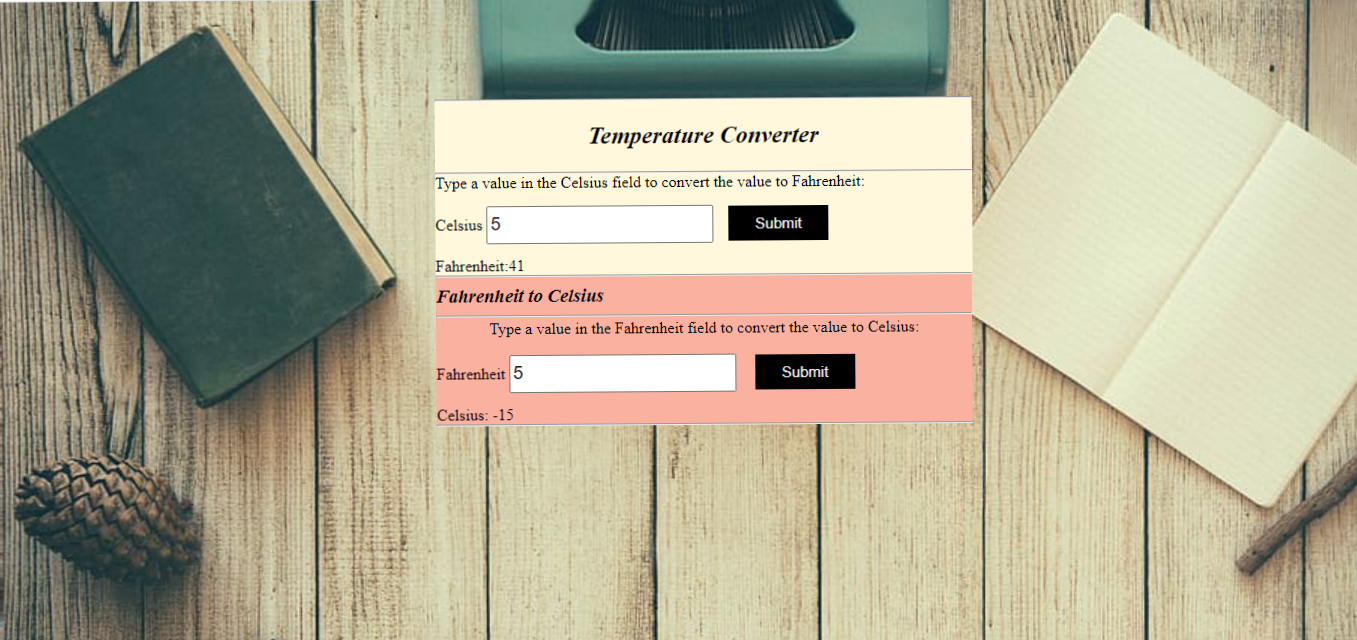 Temperature Converter
Type a value in the Celsius field to convert the value to Fahrenheit:
Celsius 5 Submit
Fahrenheit:41
Fahrenheit to Celsius
Type a value in the Fahrenheit field to convert the value to Celsius:
Fahrenheit 5 Submit
Celsius: -15